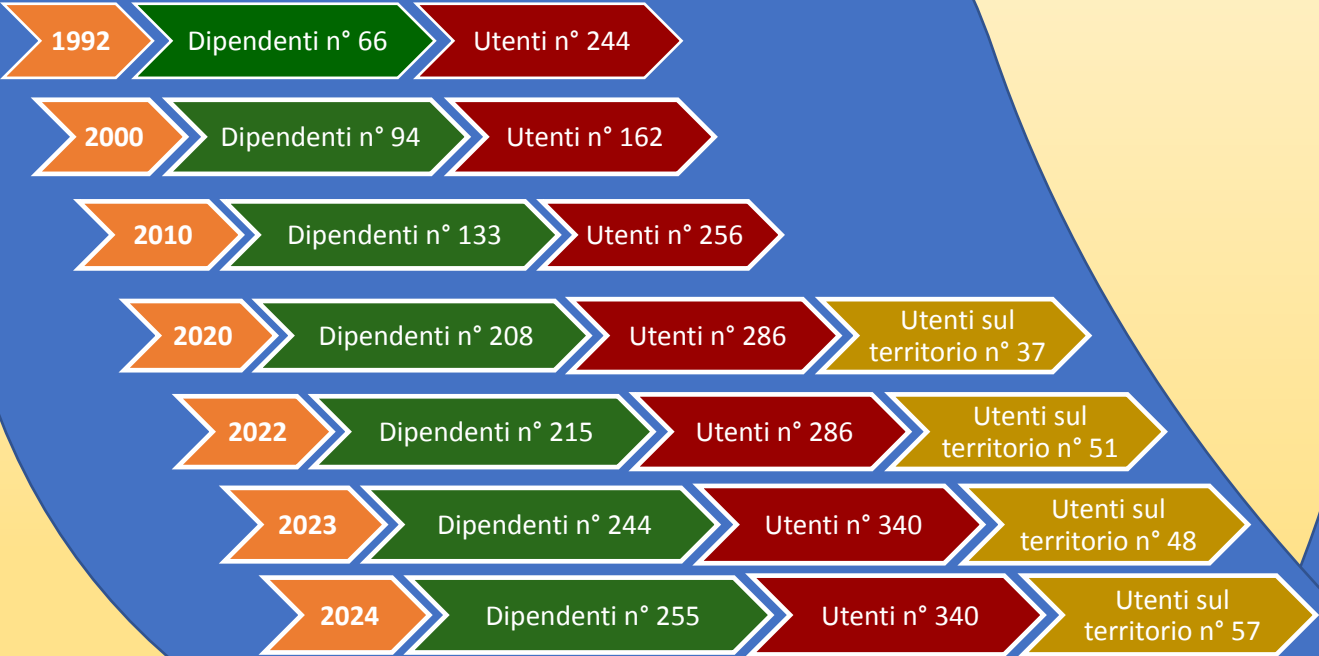 1992
Dipendenti n° 66
Utenti n° 244
2000
Dipendenti n° 94
Utenti n° 162
2010
Dipendenti n° 133
Utenti n° 256
2020
Dipendenti n° 208
Utenti n° 286
Utenti sul
territorio n° 37
2022
Dipendenti n° 215
Utenti n° 286
Utenti sul
territorio n° 51
2023
Dipendenti n° 244
Utenti n° 340
Utenti sul
territorio n° 48
2024
Dipendenti n° 255
Utenti n° 340
Utenti sul
territorio n° 57